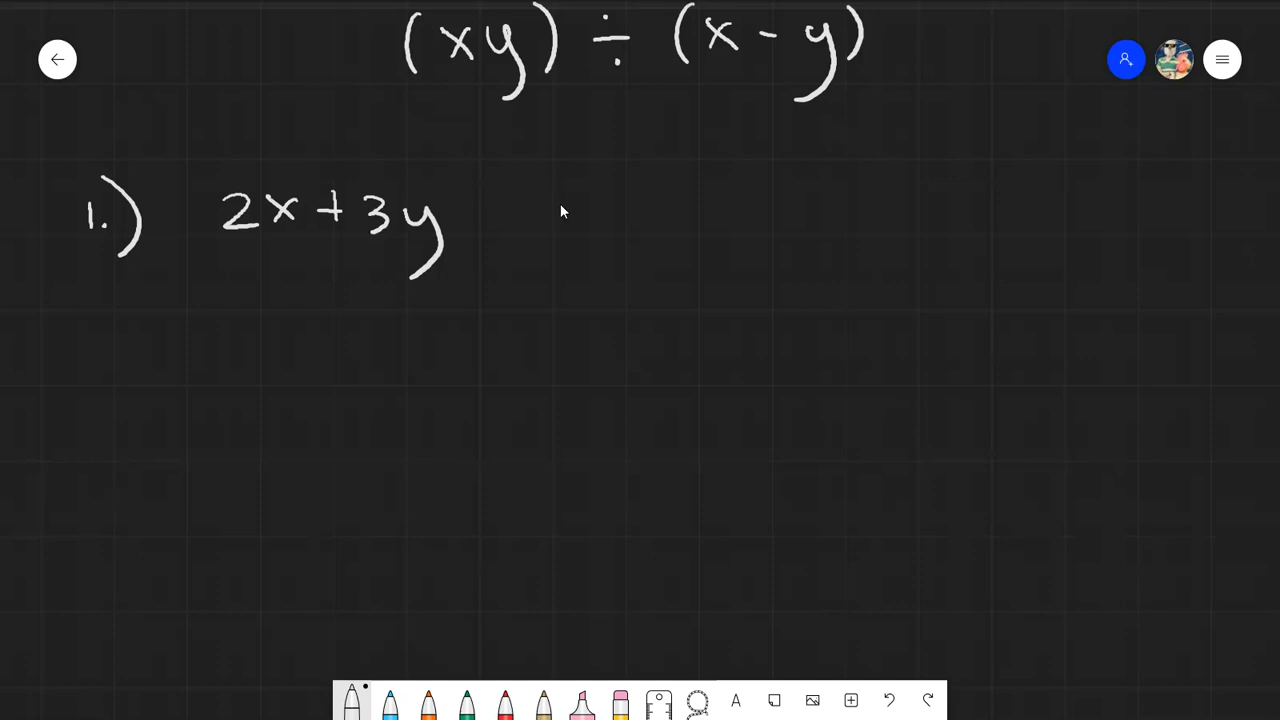 (xy) ÷ (x - y)
1.) 2x + 3y
A